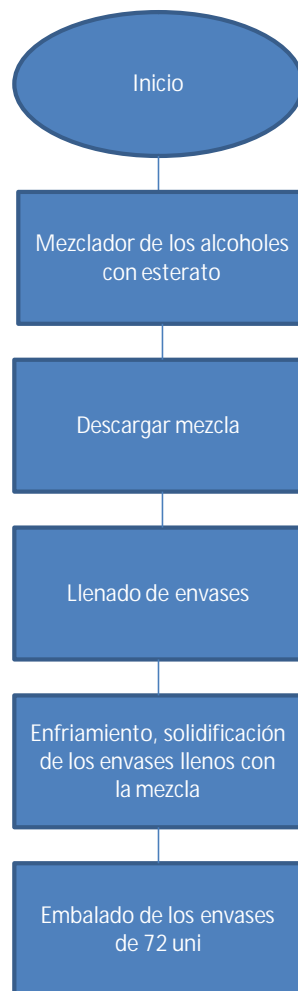 Inicio
Mezclador de los alcoholes
con esterato
Descargar mezcla
Llenado de envases
Enfriamiento, solidificación
de los envases llenos con
la mezcla
Embalado de los envases
de 72 uni